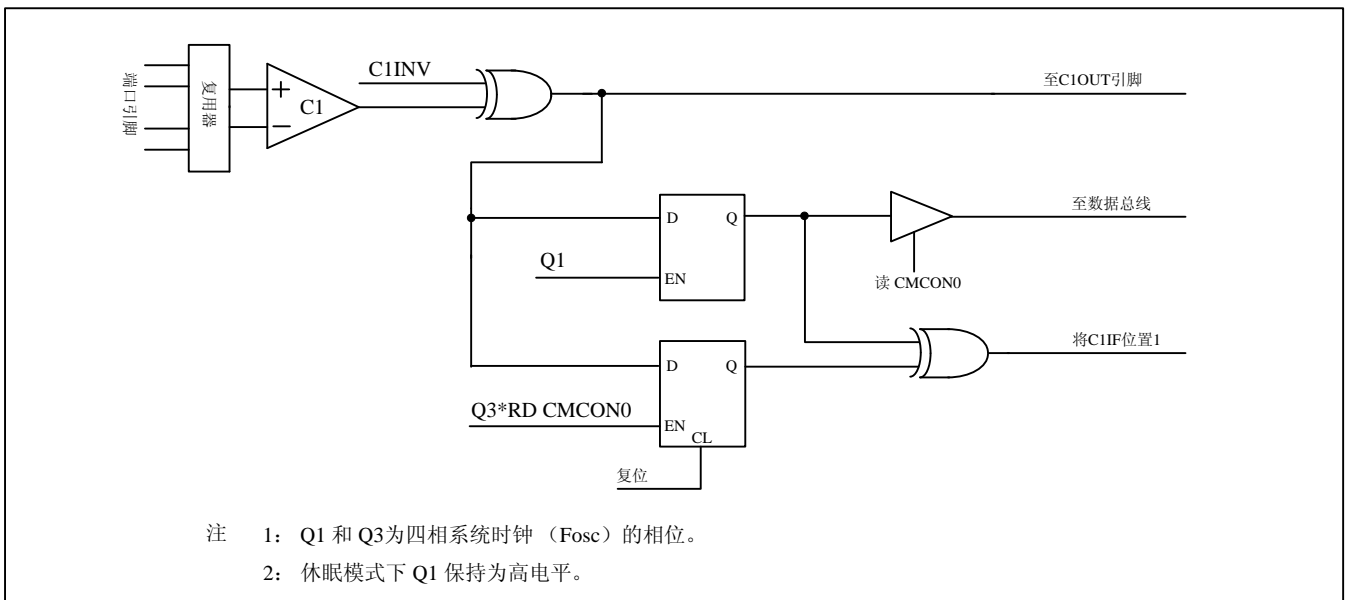 端口引脚
复用器
+
−
C1
C1INV
至C1OUT引脚
D
Q
Q1
EN
至数据总线
读 CMCON0
D
Q
Q3*RD CMCON0
EN
CL
复位
将C1IF位置1
注 1： Q1 和 Q3为四相系统时钟 （Fosc）的相位。
2： 休眠模式下 Q1 保持为高电平。